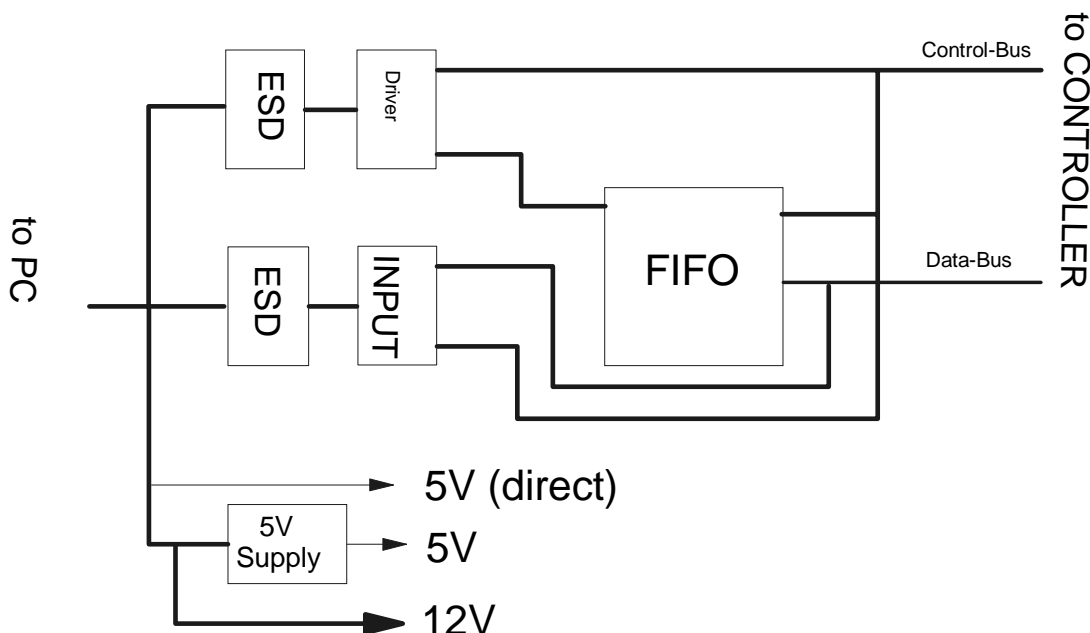 to PC
ESD
Driver
Control-Bus
to CONTROLLER
ESD
INPUT
FIFO
Data-Bus
5V (direct)
5V
Supply
5V
12V